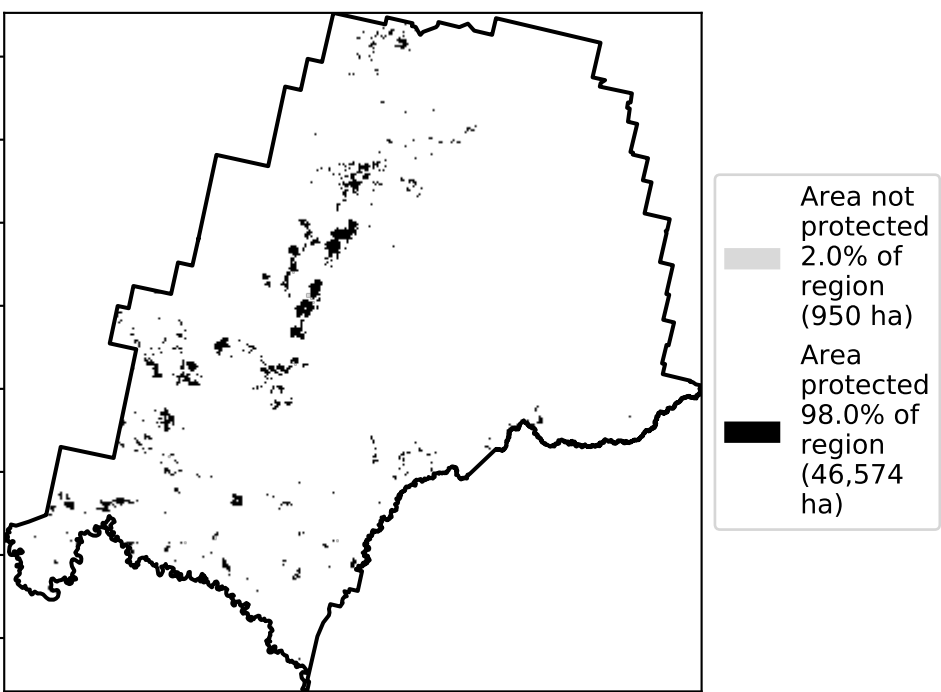 Area not
protected
2.0% of
region
(950 ha)
Area
protected
98.0% of
region
(46,574
ha)